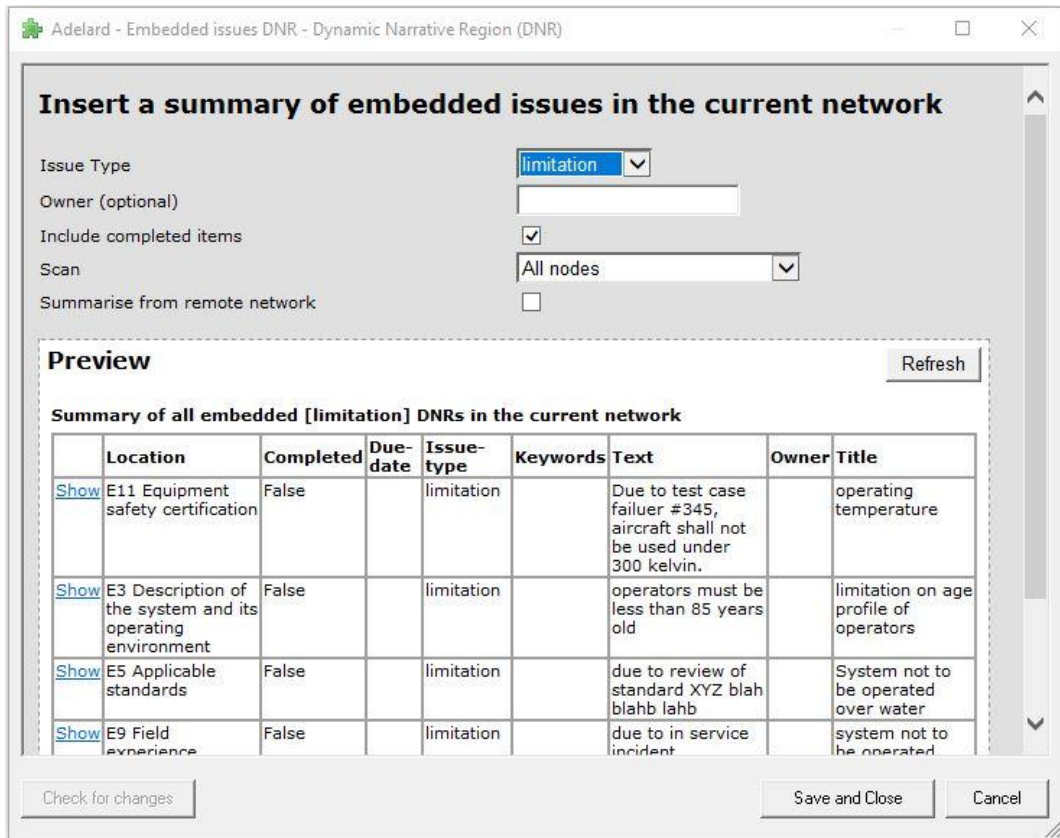 Adelard - Embedded issues DNR - Dynamic Narrative Region (DNR)
Insert a summary of embedded issues in the current network
Issue Type
limitation
Owner (optional)
Include completed items
Scan
All nodes
Summarise from remote network
Preview
Refresh
Summary of all embedded [limitation] DNRs in the current network
Location Completed Due-date Issue-type Keywords Text Owner Title
Show E11 Equipment safety certification False limitation Due to test case failuer #345, aircraft shall not be used under 300 kelvin. operating temperature
Show E3 Description of the system and its operating environment False limitation operators must be less than 85 years old limitation on age profile of operators
Show E5 Applicable standards False limitation due to review of standard XYZ blah blahb lahb System not to be operated over water
Show E9 Field experience False limitation due to in service incident system not to be operated
Check for changes
Save and Close
Cancel